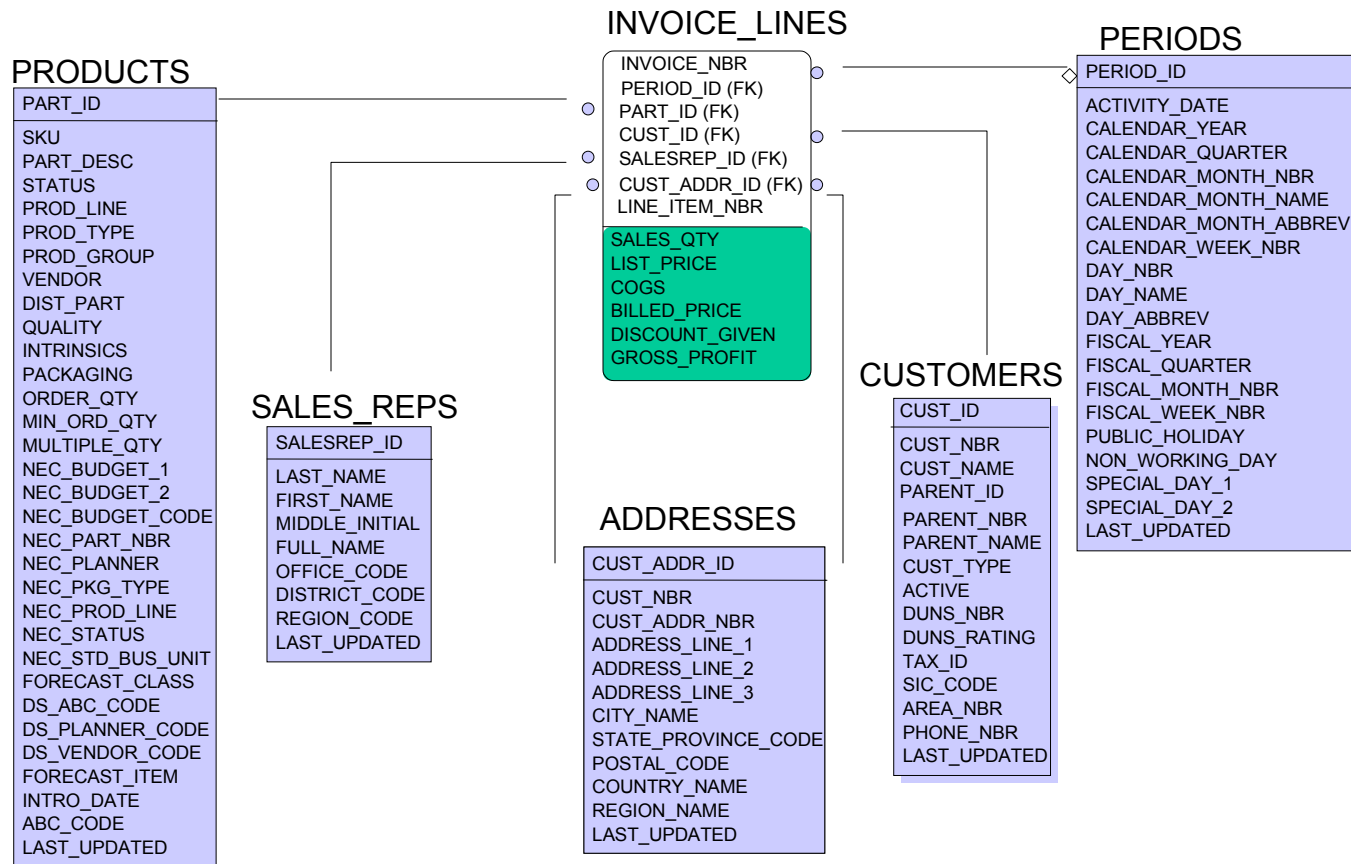 PRODUCTS
PART_ID
SKU
PART_DESC
STATUS
PROD_LINE
PROD_TYPE
PROD_GROUP
VENDOR
DIST_PART
QUALITY
INTRINSICS
PACKAGING
ORDER_QTY
MIN_ORD_QTY
MULTIPLE_QTY
NEC_BUDGET_1
NEC_BUDGET_2
NEC_BUDGET_CODE
NEC_PART_NBR
NEC_PLANNER
NEC_PKG_TYPE
NEC_PROD_LINE
NEC_STATUS
NEC_STD_BUS_UNIT
FORECAST_CLASS
DS_ABC_CODE
DS_PLANNER_CODE
DS_VENDOR_CODE
FORECAST_ITEM
INTRO_DATE
ABC_CODE
LAST_UPDATED
SALES_REPS
SALESREP_ID
LAST_NAME
FIRST_NAME
MIDDLE_INITIAL
FULL_NAME
OFFICE_CODE
DISTRICT_CODE
REGION_CODE
LAST_UPDATED
INVOICE_LINES
INVOICE_NBR
PERIOD_ID (FK)
PART_ID (FK)
CUST_ID (FK)
SALESREP_ID (FK)
CUST_ADDR_ID (FK)
LINE_ITEM_NBR
SALES_QTY
LIST_PRICE
COGS
BILLED_PRICE
DISCOUNT_GIVEN
GROSS_PROFIT
ADDRESSES
CUST_ADDR_ID
CUST_NBR
CUST_ADDR_NBR
ADDRESS_LINE_1
ADDRESS_LINE_2
ADDRESS_LINE_3
CITY_NAME
STATE_PROVINCE_CODE
POSTAL_CODE
COUNTRY_NAME
REGION_NAME
LAST_UPDATED
CUSTOMERS
CUST_ID
CUST_NBR
CUST_NAME
PARENT_ID
PARENT_NBR
PARENT_NAME
CUST_TYPE
ACTIVE
DUNS_NBR
DUNS_RATING
TAX_ID
SIC_CODE
AREA_NBR
PHONE_NBR
LAST_UPDATED
PERIODS
PERIOD_ID
ACTIVITY_DATE
CALENDAR_YEAR
CALENDAR_QUARTER
CALENDAR_MONTH_NBR
CALENDAR_MONTH_NAME
CALENDAR_MONTH_ABBREV
CALENDAR_WEEK_NBR
DAY_NBR
DAY_NAME
DAY_ABBREV
FISCAL_YEAR
FISCAL_QUARTER
FISCAL_MONTH_NBR
FISCAL_WEEK_NBR
PUBLIC_HOLIDAY
NON_WORKING_DAY
SPECIAL_DAY_1
SPECIAL_DAY_2
LAST_UPDATED